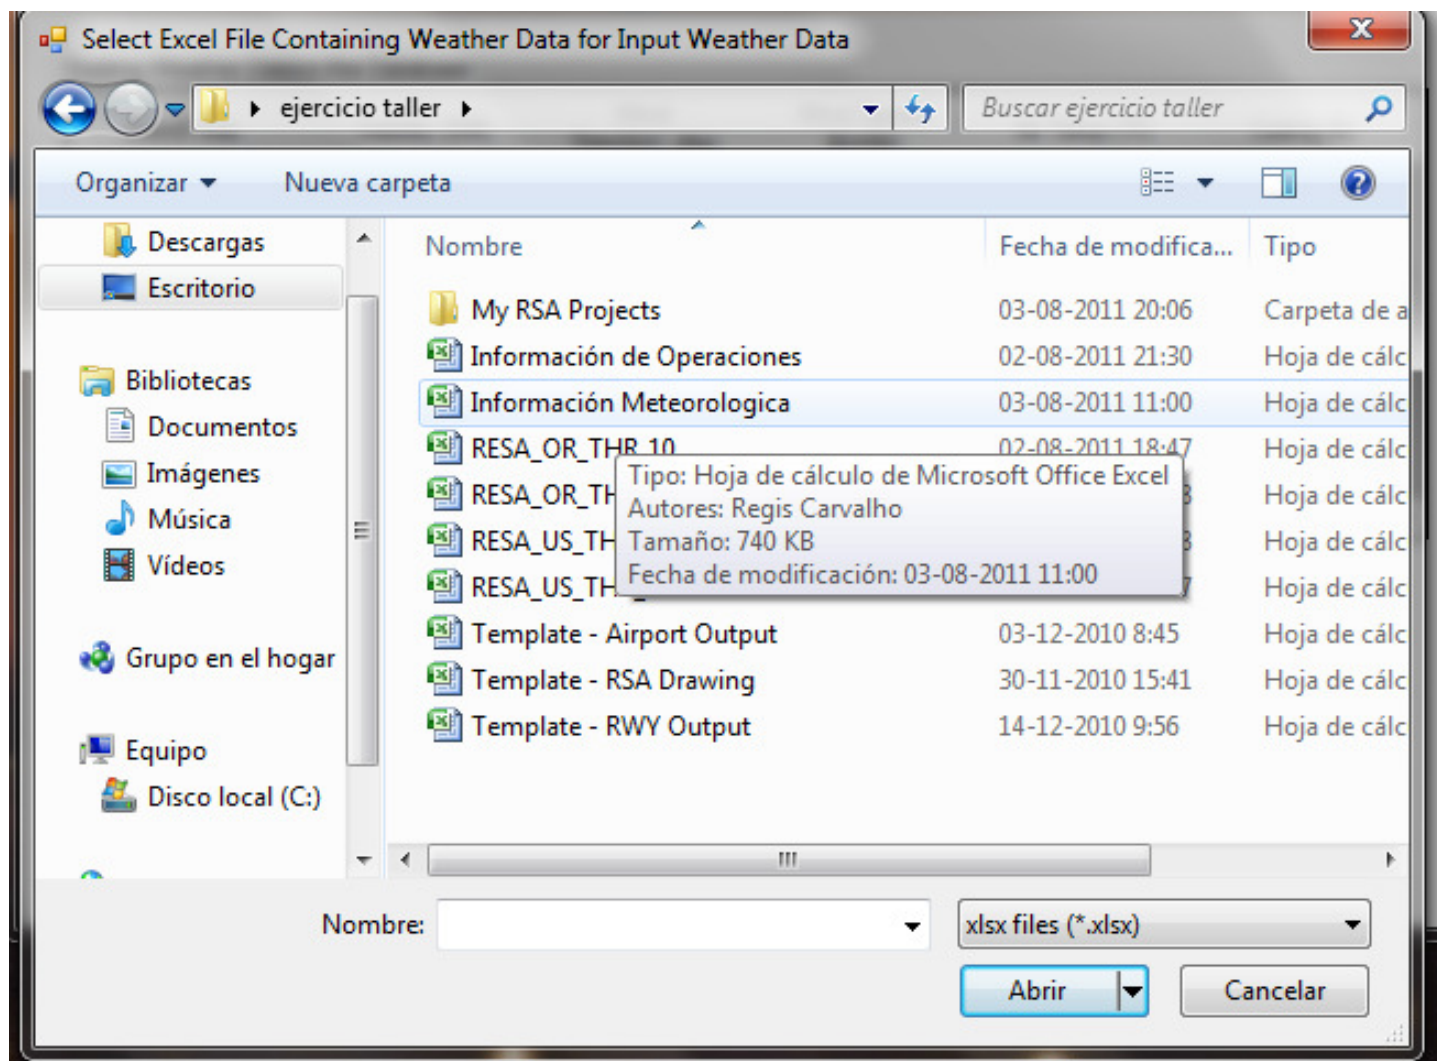 Select Excel File Containing Weather Data for Input Weather Data
ejercicio taller
Buscar ejercicio taller
Organizar
Nueva carpeta
Descargas
Escritorio
Bibliotecas
Documentos
Imágenes
Música
Vídeos
Grupo en el hogar
Equipo
Disco local (C:)
Nombre Fecha de modifica... Tipo
My RSA Projects 03-08-2011 20:06 Carpeta de a
Información de Operaciones 02-08-2011 21:30 Hoja de cálc
Información Meteorologica 03-08-2011 11:00 Hoja de cálc
RESA_OR_THR_10 02-08-2011 18:47 Hoja de cálc
RESA_OR_TH Hoja de cálc
RESA_US_TH Hoja de cálc
RESA_US_TH Hoja de cálc
Tipo: Hoja de cálculo de Microsoft Office Excel
Autores: Regis Carvalho
Tamaño: 740 KB
Fecha de modificación: 03-08-2011 11:00
Template - Airport Output 03-12-2010 8:45 Hoja de cálc
Template - RSA Drawing 30-11-2010 15:41 Hoja de cálc
Template - RWY Output 14-12-2010 9:56 Hoja de cálc
Nombre:
xlsx files (*.xlsx)
Abrir
Cancelar